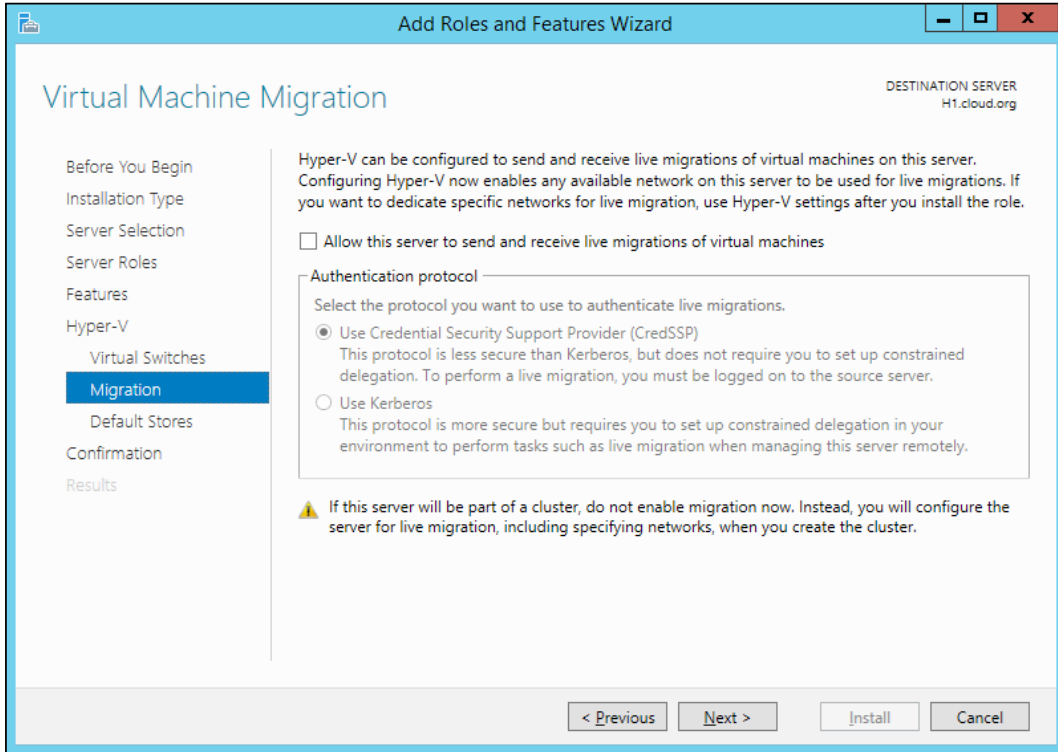 Add Roles and Features Wizard
Virtual Machine Migration
DESTINATION SERVER
H1.cloud.org
Before You Begin
Installation Type
Server Selection
Server Roles
Features
Hyper-V
Virtual Switches
Migration
Default Stores
Confirmation
Results
Hyper-V can be configured to send and receive live migrations of virtual machines on this server.
Configuring Hyper-V now enables any available network on this server to be used for live migrations. If
you want to dedicate specific networks for live migration, use Hyper-V settings after you install the role.
Allow this server to send and receive live migrations of virtual machines
Authentication protocol
Select the protocol you want to use to authenticate live migrations.
Use Credential Security Support Provider (CredSSP)
This protocol is less secure than Kerberos, but does not require you to set up constrained
delegation. To perform a live migration, you must be logged on to the source server.
Use Kerberos
This protocol is more secure but requires you to set up constrained delegation in your
environment to perform tasks such as live migration when managing this server remotely.
If this server will be part of a cluster, do not enable migration now. Instead, you will configure the
server for live migration, including specifying networks, when you create the cluster.
< Previous
Next >
Install
Cancel